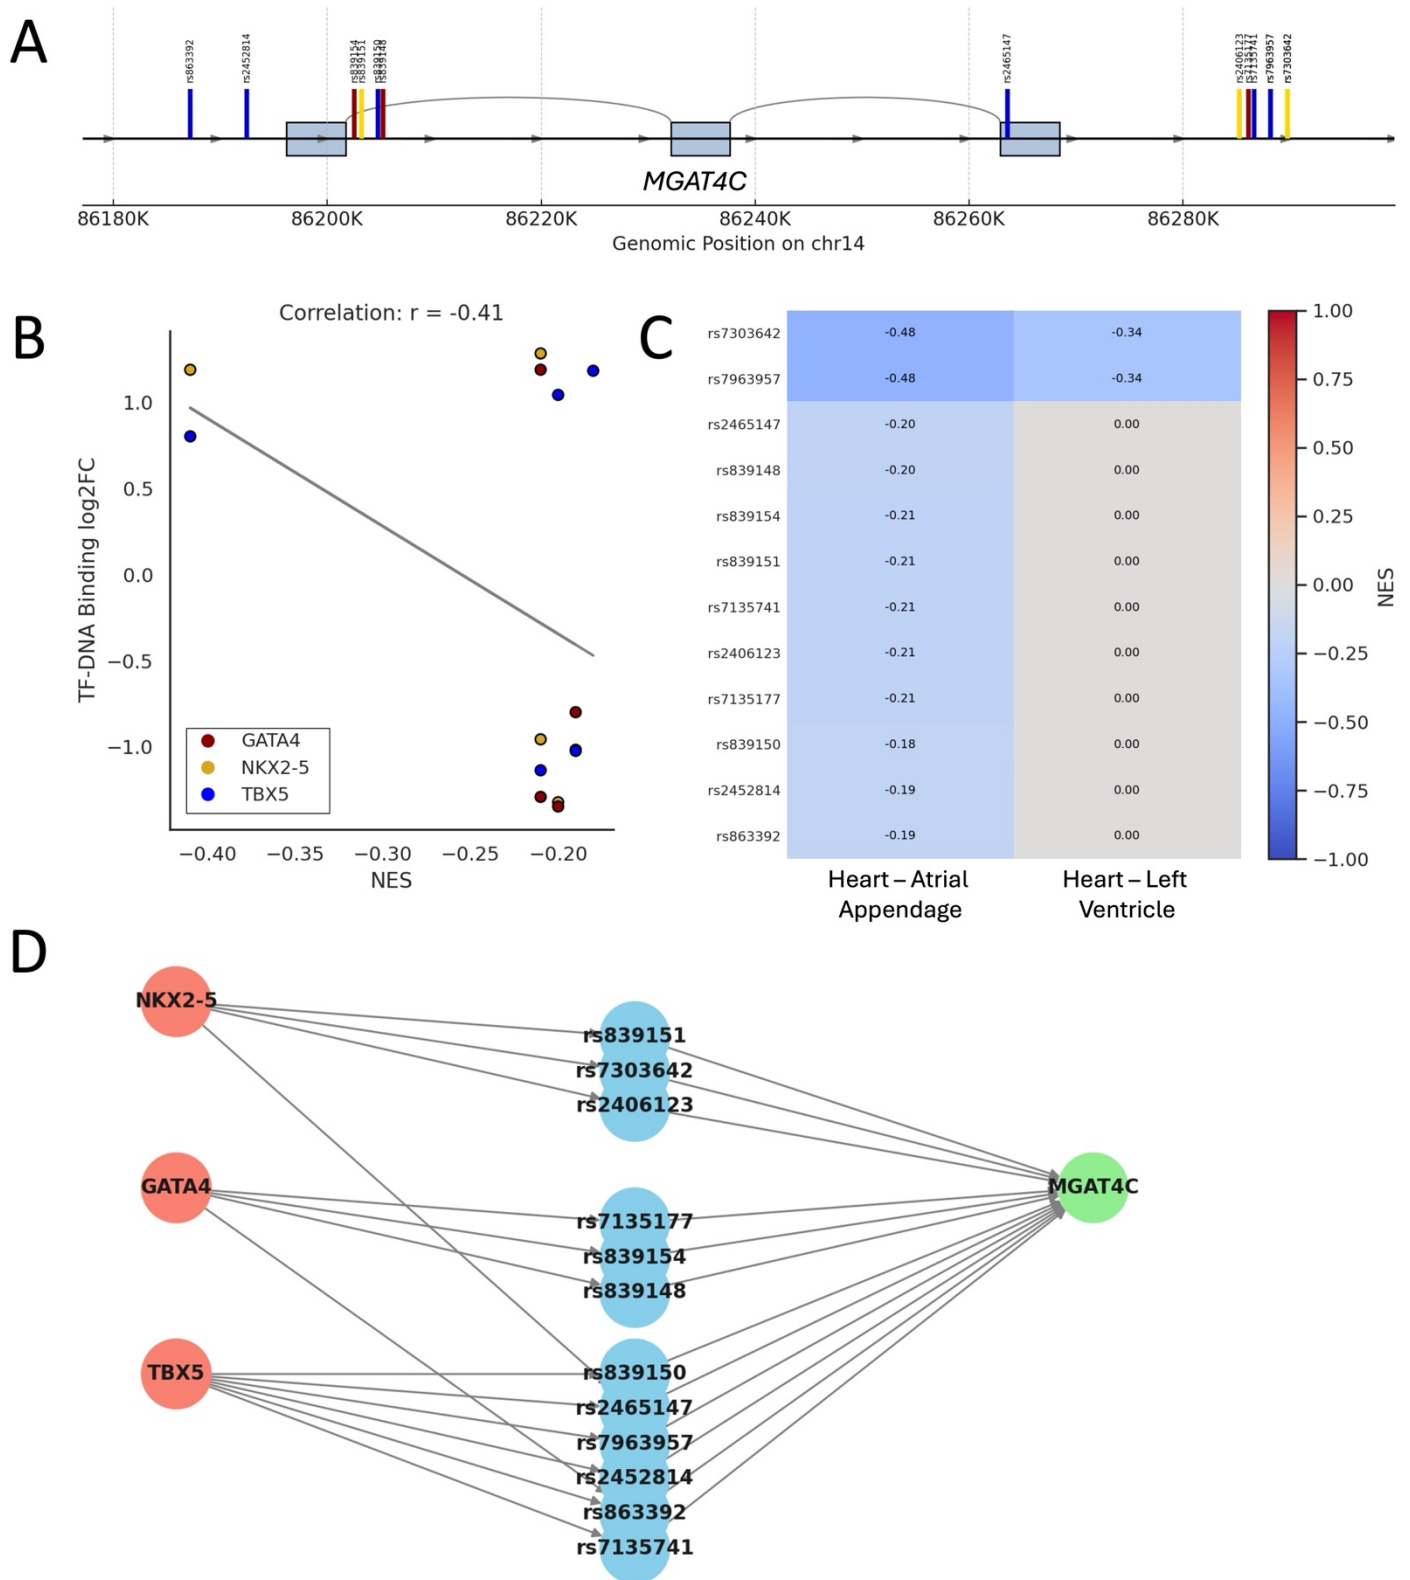 A
rs863392
rs2452814
rs839154
rs839151
rs839150
rs839148
rs2465147
rs2406123
rs7135177
rs7135741
rs7963957
rs7303642
MGAT4C
86180K 86200K 86220K 86240K 86260K 86280K
Genomic Position on chr14
B
Correlation: r = -0.41
TF-DNA Binding log2FC
1.0
0.5
0.0
−0.5
−1.0
GATA4
NKX2-5
TBX5
−0.40 −0.35 −0.30 −0.25 −0.20
NES
C
rs7303642 -0.48 -0.34
rs7963957 -0.48 -0.34
rs2465147 -0.20 0.00
rs839148 -0.20 0.00
rs839154 -0.21 0.00
rs839151 -0.21 0.00
rs7135741 -0.21 0.00
rs2406123 -0.21 0.00
rs7135177 -0.21 0.00
rs839150 -0.18 0.00
rs2452814 -0.19 0.00
rs863392 -0.19 0.00
Heart – Atrial
Appendage
Heart – Left
Ventricle
1.00
0.75
0.50
0.25
0.00
−0.25
−0.50
−0.75
−1.00
NES
D
NKX2-5
GATA4
TBX5
rs839151
rs7303642
rs2406123
rs7135177
rs839154
rs839148
rs839150
rs2465147
rs7963957
rs2452814
rs863392
rs7135741
MGAT4C